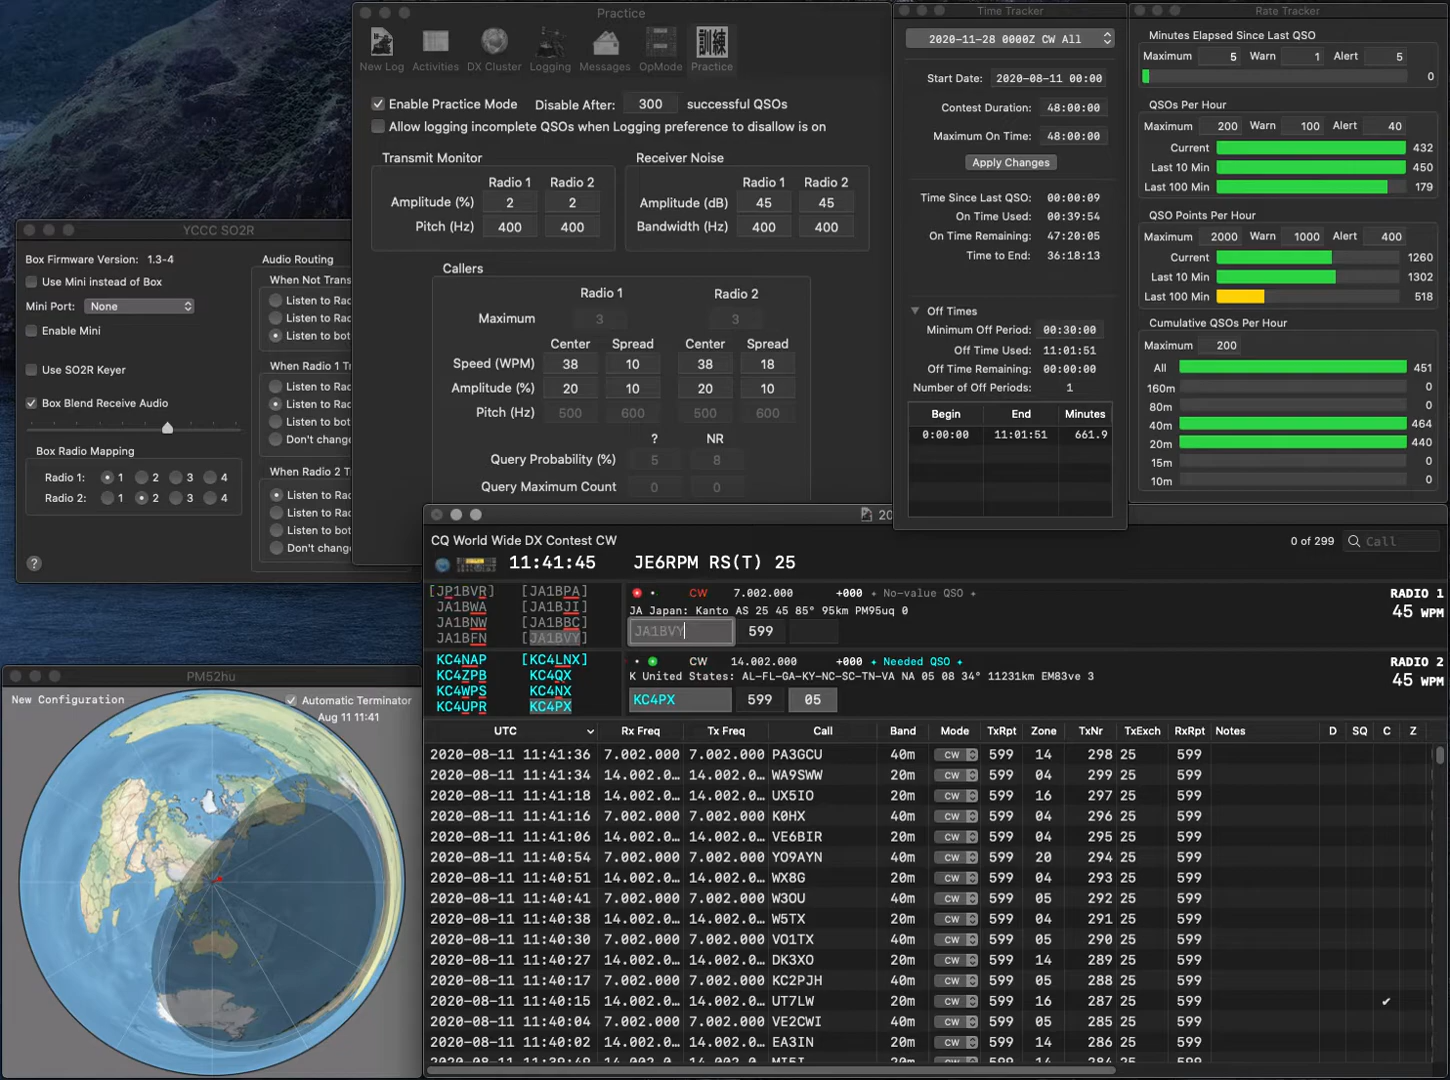 Practice
New Log Activities DX Cluster Logging Messages OpMode 訓練 Practice
Enable Practice Mode Disable After: 300 successful QSOs
Allow logging incomplete QSOs when Logging preference to disallow is on
Transmit Monitor
Radio 1 Radio 2
Amplitude (%) 2 2
Pitch (Hz) 400 400
Receiver Noise
Radio 1 Radio 2
Amplitude (dB) 45 45
Bandwidth (Hz) 400 400
Callers
Radio 1 Radio 2
Maximum 3 3
Center Spread Center Spread
Speed (WPM) 38 10 38 18
Amplitude (%) 20 10 20 10
Pitch (Hz) 500 600 500 600
? NR
Query Probability (%) 5 8
Query Maximum Count 0 0
Time Tracker
2020-11-28 0000Z CW All
Start Date: 2020-08-11 00:00
Contest Duration: 48:00:00
Maximum On Time: 48:00:00
Apply Changes
Time Since Last QSO: 00:00:09
On Time Used: 00:39:54
On Time Remaining: 47:20:05
Time to End: 36:18:13
Off Times
Minimum Off Period: 00:30:00
Off Time Used: 11:01:51
Off Time Remaining: 00:00:00
Number of Off Periods: 1
Begin End Minutes
0:00:00 11:01:51 661.9
Rate Tracker
Minutes Elapsed Since Last QSO
Maximum 5 Warn 1 Alert 5
0
QSOs Per Hour
Maximum 200 Warn 100 Alert 40
Current 432
Last 10 Min 450
Last 100 Min 179
QSO Points Per Hour
Maximum 2000 Warn 1000 Alert 400
Current 1260
Last 10 Min 1302
Last 100 Min 518
Cumulative QSOs Per Hour
Maximum 200
All 451
160m 0
80m 0
40m 464
20m 440
15m 0
10m 0
YCCC SO2R
Box Firmware Version: 1.3-4
Use Mini instead of Box
Mini Port: None
Enable Mini
Use SO2R Keyer
Box Blend Receive Audio
Box Radio Mapping
Radio 1: 1 2 3 4
Radio 2: 1 2 3 4
?
Audio Routing
When Not Trans
Listen to Rac
Listen to Rac
Listen to bot
When Radio 1 T
Listen to Rac
Listen to Rac
Listen to bot
Don't change
When Radio 2 T
Listen to Rac
Listen to Rac
Listen to bot
Don't change
PM52hu
New Configuration
Automatic Terminator
Aug 11 11:41
20
CQ World Wide DX Contest CW
0 of 299 Call
11:41:45 JE6RPM RS(T) 25
[JP1BVR] [JA1BPA]
JA1BWA [JA1BJI]
JA1BNW [JA1BBC]
JA1BFN [JA1BVY]
CW 7.002.000 +000 No-value QSO
RADIO 1
JA Japan: Kanto AS 25 45 85° 95km PM95uq 0
45 WPM
JA1BVY 599
KC4NAP [KC4LNX]
KC4ZPB KC4QX
KC4WPS KC4NX
KC4UPR KC4PX
CW 14.002.000 +000 Needed QSO
RADIO 2
K United States: AL-FL-GA-KY-NC-SC-TN-VA NA 05 08 34° 11231km EM83ve 3
45 WPM
KC4PX 599 05
UTC Rx Freq Tx Freq Call Band Mode TxRpt Zone TxNr TxExch RxRpt Notes D SQ C Z
2020-08-11 11:41:36 7.002.000 7.002.000 PA3GCU 40m CW 599 14 298 25 599
2020-08-11 11:41:34 14.002.0... 14.002.0... WA9SWW 20m CW 599 04 299 25 599
2020-08-11 11:41:18 14.002.0... 14.002.0... UX5IO 20m CW 599 16 297 25 599
2020-08-11 11:41:16 7.002.000 7.002.000 K0HX 40m CW 599 04 296 25 599
2020-08-11 11:41:06 14.002.0... 14.002.0... VE6BIR 20m CW 599 04 295 25 599
2020-08-11 11:40:54 7.002.000 7.002.000 YO9AYN 40m CW 599 20 294 25 599
2020-08-11 11:40:51 14.002.0... 14.002.0... WX8G 20m CW 599 04 293 25 599
2020-08-11 11:40:41 7.002.000 7.002.000 W3OU 40m CW 599 05 292 25 599
2020-08-11 11:40:38 14.002.0... 14.002.0... W5TX 20m CW 599 04 291 25 599
2020-08-11 11:40:30 7.002.000 7.002.000 VO1TX 40m CW 599 05 290 25 599
2020-08-11 11:40:27 14.002.0... 14.002.0... DK3XO 20m CW 599 14 289 25 599
2020-08-11 11:40:17 7.002.000 7.002.000 KC2PJH 40m CW 599 05 288 25 599
2020-08-11 11:40:15 14.002.0... 14.002.0... UT7LW 20m CW 599 16 287 25 599 ✓
2020-08-11 11:40:04 7.002.000 7.002.000 VE2CWI 40m CW 599 05 285 25 599
2020-08-11 11:40:02 14.002.0... 14.002.0... EA3IN 20m CW 599 14 286 25 599